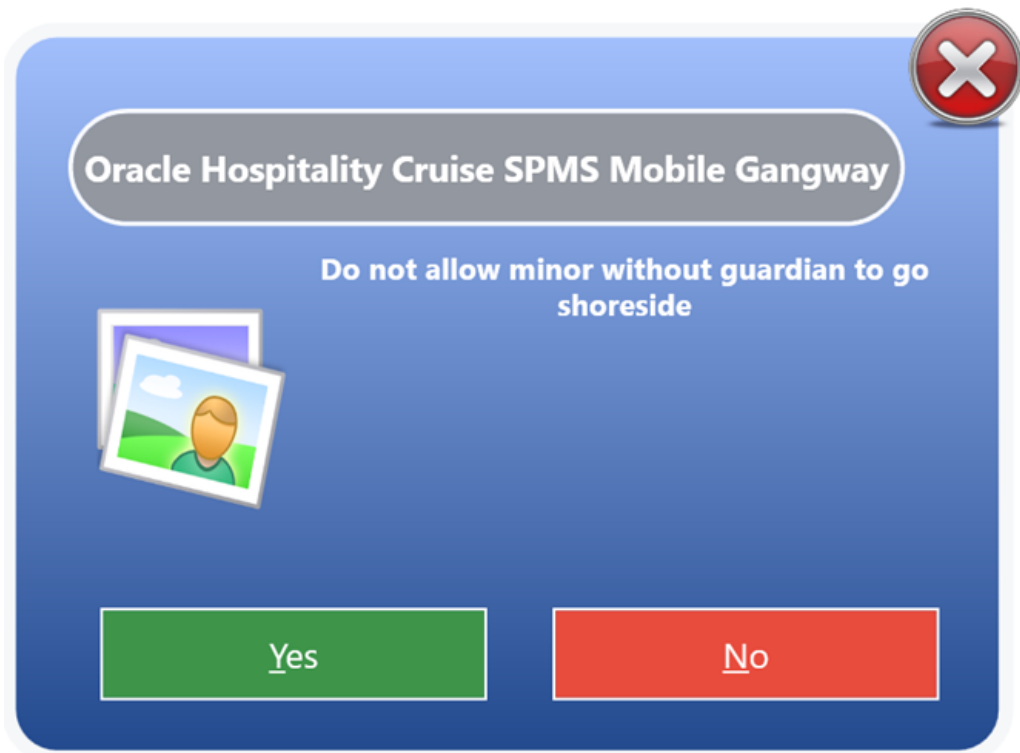 Oracle Hospitality Cruise SPMS Mobile Gangway
Do not allow minor without guardian to go
shoreside
Yes
No